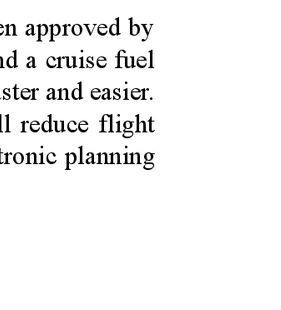 en approved by
nd a cruise fuel
aster and easier.
ll reduce flight
tronic planning